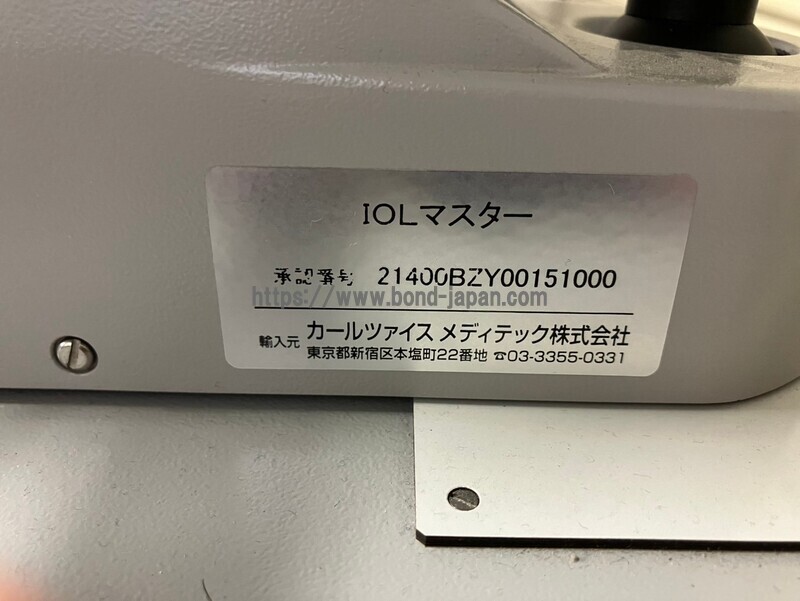 IOLマスター
承認番号 21400BZY00151000
https://www.bond-japan.com
輸入元 カールツァイス メディテック株式会社
東京都新宿区本塩町22番地 ☎03-3355-0331